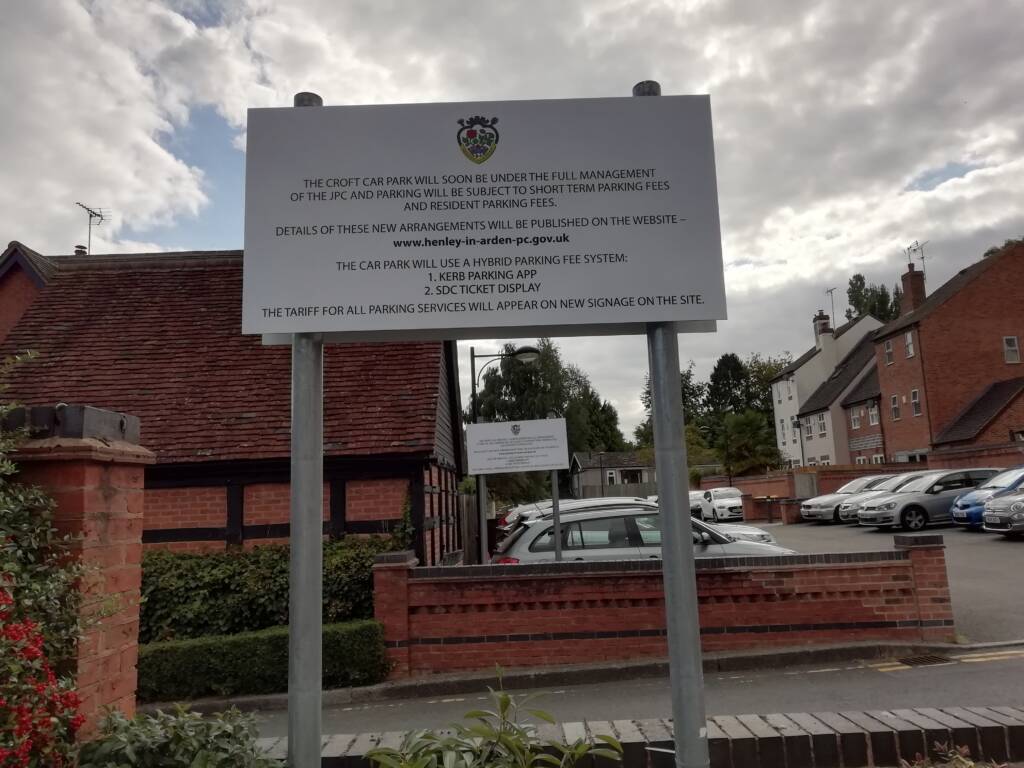 THE CROFT CAR PARK WILL SOON BE UNDER THE FULL MANAGEMENT
OF THE JPC AND PARKING WILL BE SUBJECT TO SHORT TERM PARKING FEES
AND RESIDENT PARKING FEES.
DETAILS OF THESE NEW ARRANGEMENTS WILL BE PUBLISHED ON THE WEBSITE –
www.henley-in-arden-pc.gov.uk
THE CAR PARK WILL USE A HYBRID PARKING FEE SYSTEM:
1. KERB PARKING APP
2. SDC TICKET DISPLAY
THE TARIFF FOR ALL PARKING SERVICES WILL APPEAR ON NEW SIGNAGE ON THE SITE.